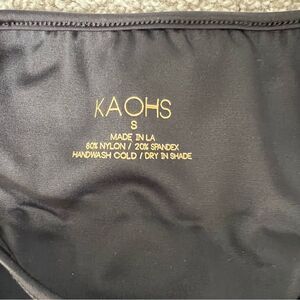 KAOHS
S
MADE IN LA
80% NYLON / 20% SPANDEX
HANDWASH COLD / DRY IN SHADE